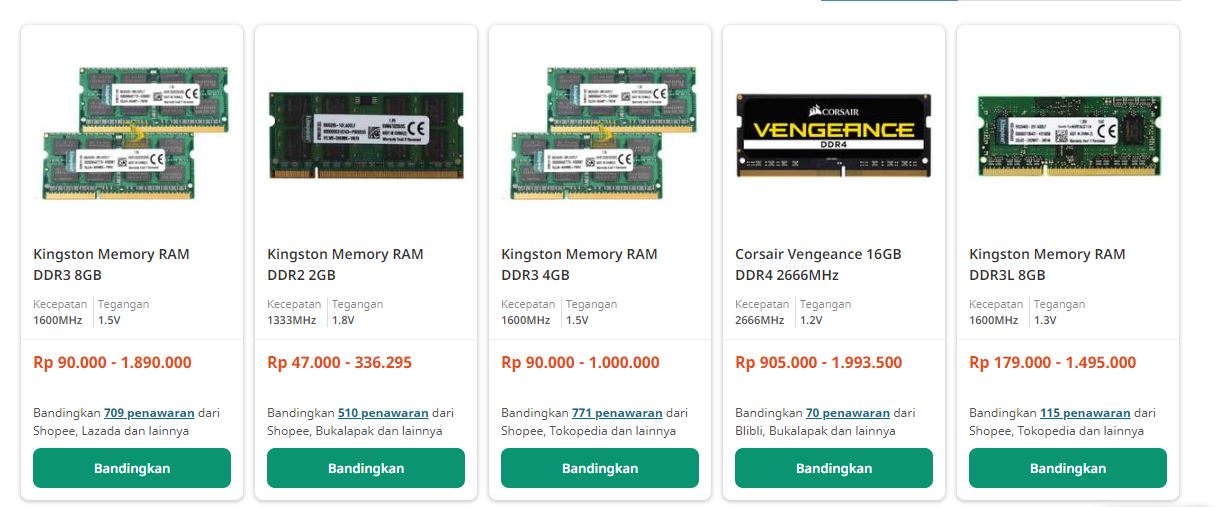 Kingston Memory RAM
DDR3 8GB
Kecepatan
Tegangan
1600MHz
1.5V
Rp 90.000 - 1.890.000
Bandingkan 709 penawaran dari
Shopee, Lazada dan lainnya
Bandingkan
Kingston Memory RAM
DDR2 2GB
Kecepatan
Tegangan
1333MHz
1.8V
Rp 47.000 - 336.295
Bandingkan 510 penawaran dari
Shopee, Bukalapak dan lainnya
Bandingkan
Kingston Memory RAM
DDR3 4GB
Kecepatan
Tegangan
1600MHz
1.5V
Rp 90.000 - 1.000.000
Bandingkan 771 penawaran dari
Shopee, Tokopedia dan lainnya
Bandingkan
CORSAIR
VENGEANCE
DDR4
Corsair Vengeance 16GB
DDR4 2666MHz
Kecepatan
Tegangan
2666MHz
1.2V
Rp 905.000 - 1.993.500
Bandingkan 70 penawaran dari
Blibli, Bukalapak dan lainnya
Bandingkan
Kingston Memory RAM
DDR3L 8GB
Kecepatan
Tegangan
1600MHz
1.3V
Rp 179.000 - 1.495.000
Bandingkan 115 penawaran dari
Shopee, Tokopedia dan lainnya
Bandingkan